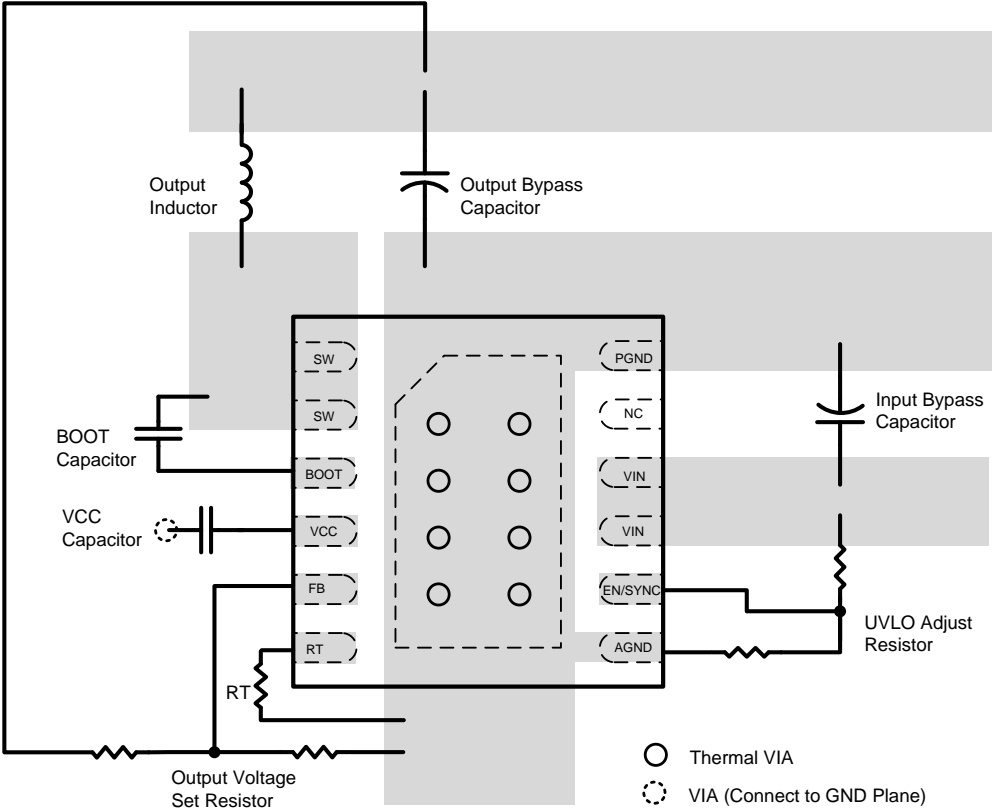 Output
Inductor
Output Bypass
Capacitor
SW
PGND
SW
NC
Input Bypass
Capacitor
BOOT
Capacitor
BOOT
VIN
VCC
Capacitor
VCC
VIN
FB
EN/SYNC
UVLO Adjust
Resistor
RT
AGND
RT
Output Voltage
Set Resistor
Thermal VIA
VIA (Connect to GND Plane)